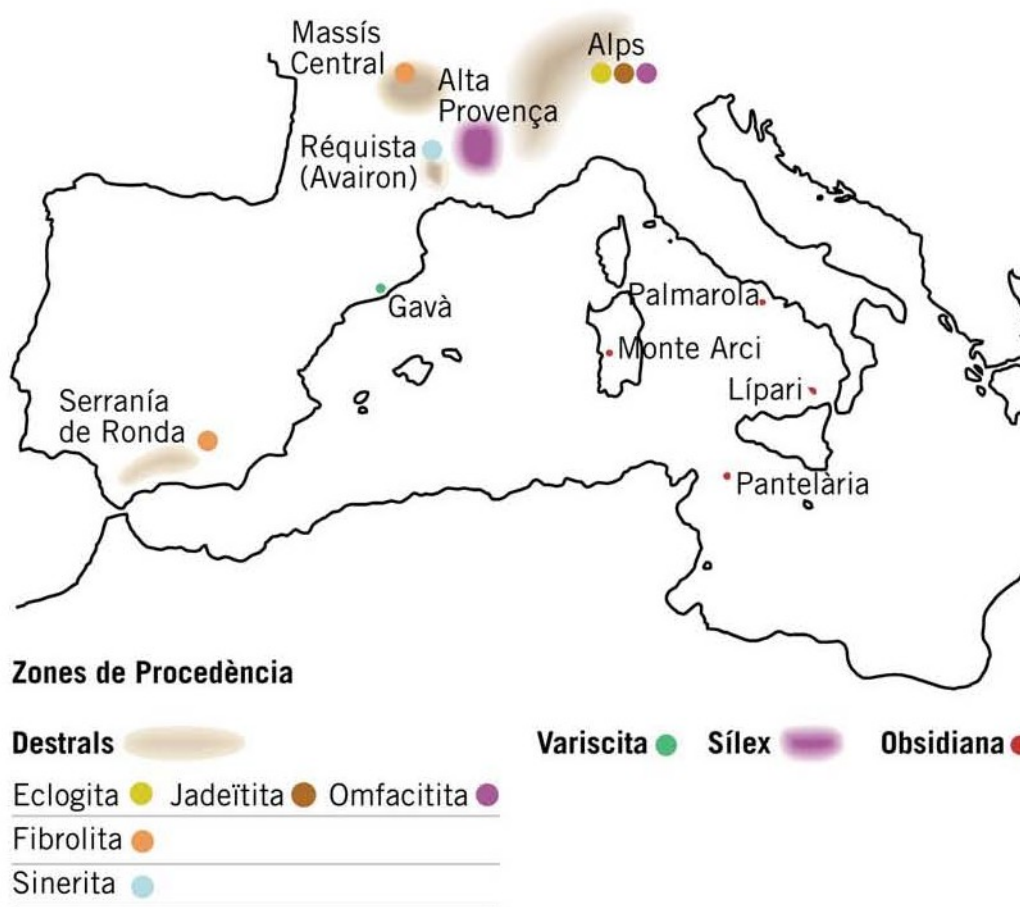 Massís
Central
Alps
Alta
Provença
Réquista
(Avairon)
Gavà
Palmarola
Monte Arci
Serranía
de Ronda
Lípari
Pantelària
Zones de Procedència
Destrals
Variscita Sílex Obsidiana
Eclogita Jadeïtita Omfacitita
Fibrolita
Sinerita